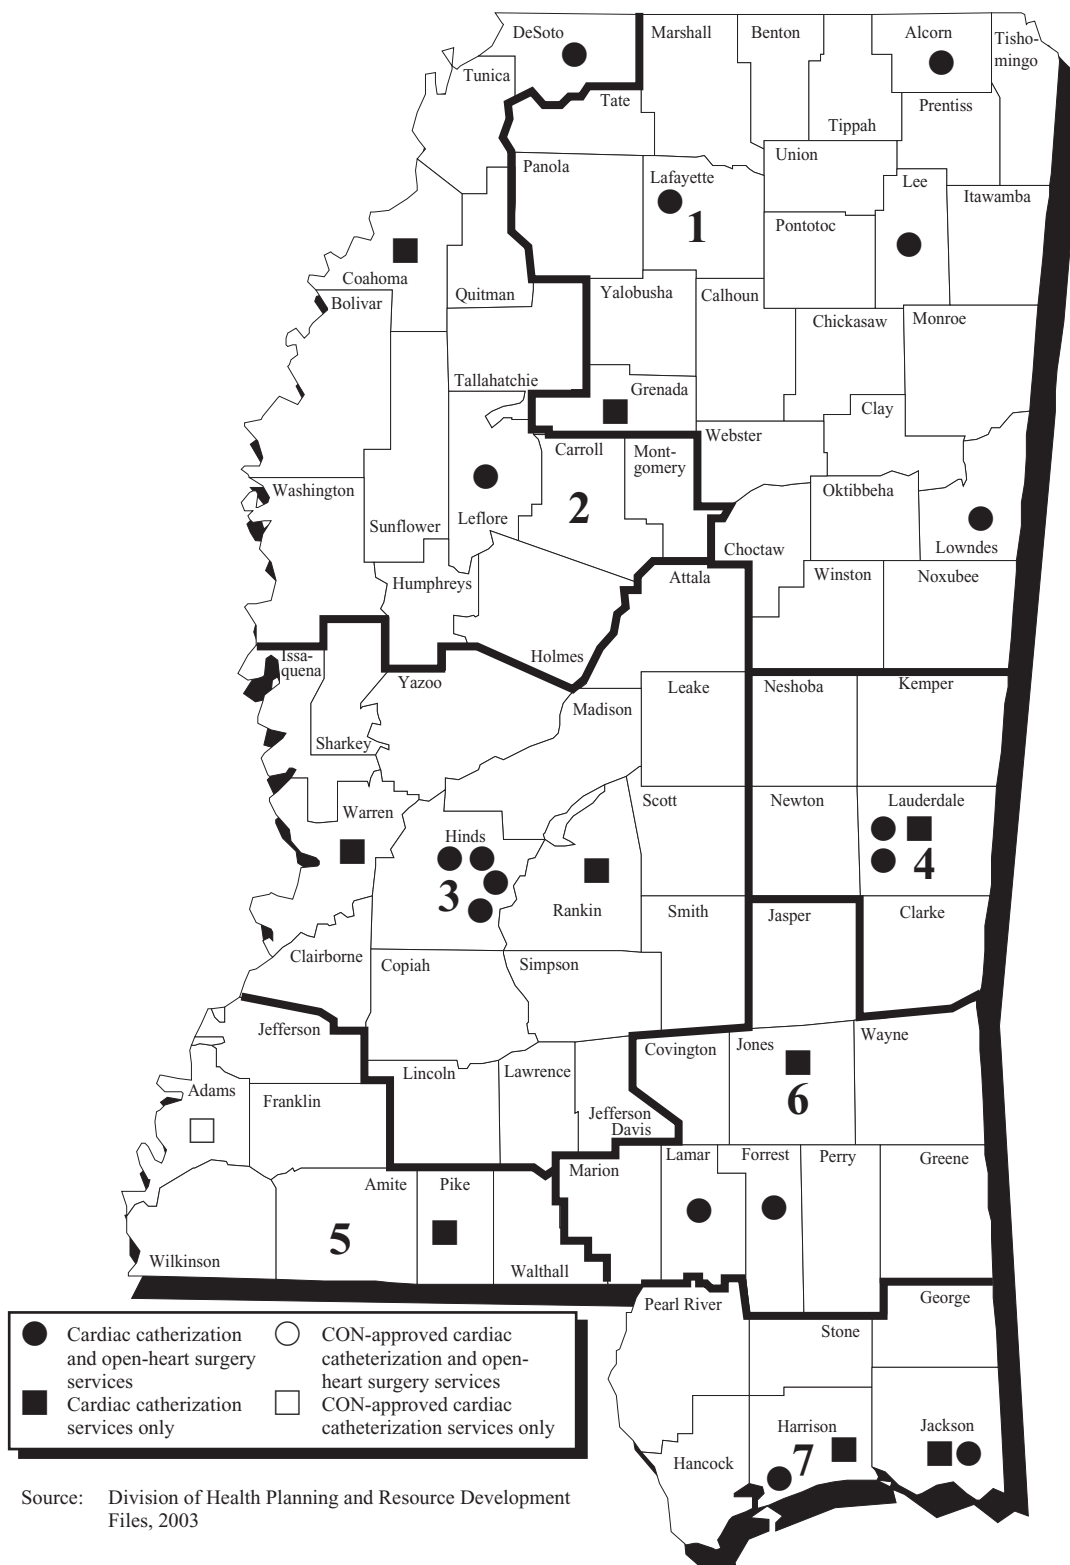 DeSoto
Marshall
Benton
Alcorn
Tisho-
mingo
Tunica
Tate
Prentiss
Tippah
Union
Panola
Lafayette
Lee
Itawamba
1
Pontotoc
Coahoma
Quitman
Yalobusha
Calhoun
Bolivar
Chickasaw
Monroe
Tallahatchie
Grenada
Clay
Webster
Carroll
Mont-
gomery
Washington
Oktibbeha
2
Sunflower
Leflore
Lowndes
Choctaw
Humphreys
Attala
Winston
Noxubee
Holmes
Issa-
quena
Yazoo
Leake
Neshoba
Kemper
Madison
Sharkey
Scott
Newton
Lauderdale
Warren
Hinds
4
3
Rankin
Smith
Jasper
Clarke
Clairborne
Copiah
Simpson
Jefferson
Covington
Jones
Wayne
Lincoln
Lawrence
Adams
Franklin
6
Jefferson
Davis
Marion
Lamar
Forrest
Perry
Greene
Amite
Pike
5
Wilkinson
Walthall
Pearl River
George
Stone
Harrison
Jackson
7
Hancock
Cardiac catherization
and open-heart surgery
services
Cardiac catherization
services only
CON-approved cardiac
catheterization and open-
heart surgery services
CON-approved cardiac
catheterization services only
Source: Division of Health Planning and Resource Development
Files, 2003